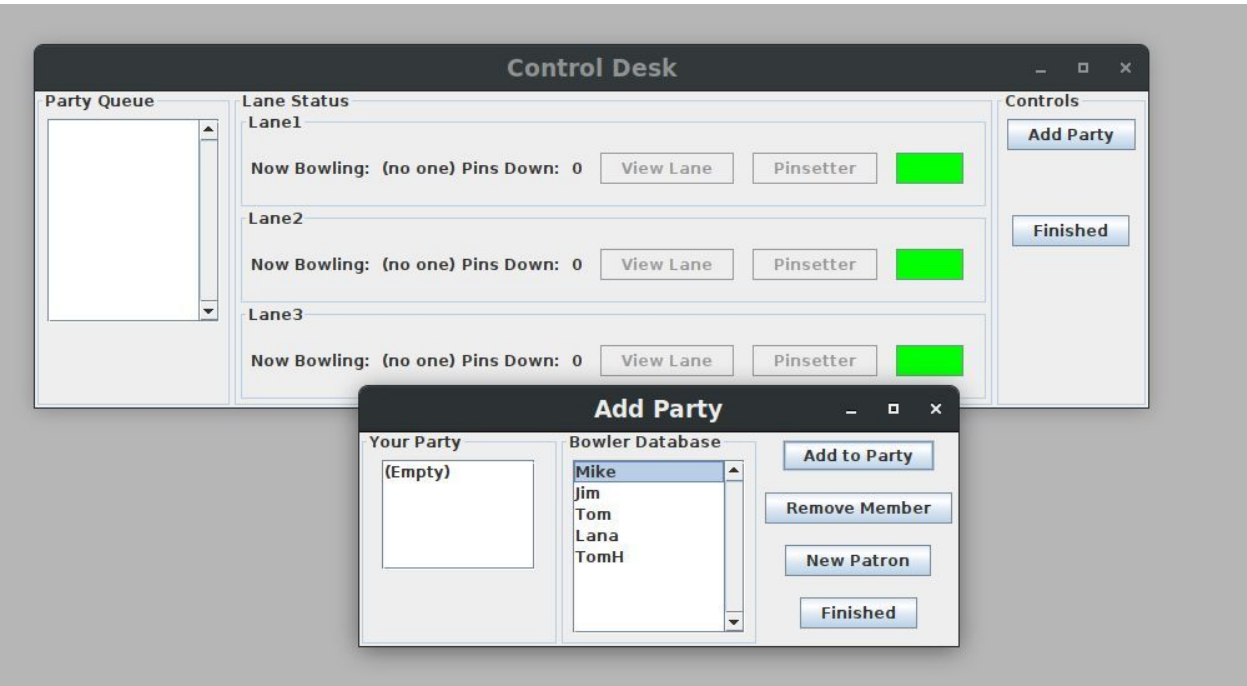 Control Desk
Party Queue
Lane Status
Lane1
Now Bowling: (no one) Pins Down: 0 View Lane Pinsetter
Lane2
Now Bowling: (no one) Pins Down: 0 View Lane Pinsetter
Lane3
Now Bowling: (no one) Pins Down: 0 View Lane Pinsetter
Controls
Add Party
Finished
Add Party
Your Party
(Empty)
Bowler Database
Mike
Jim
Tom
Lana
TomH
Add to Party
Remove Member
New Patron
Finished